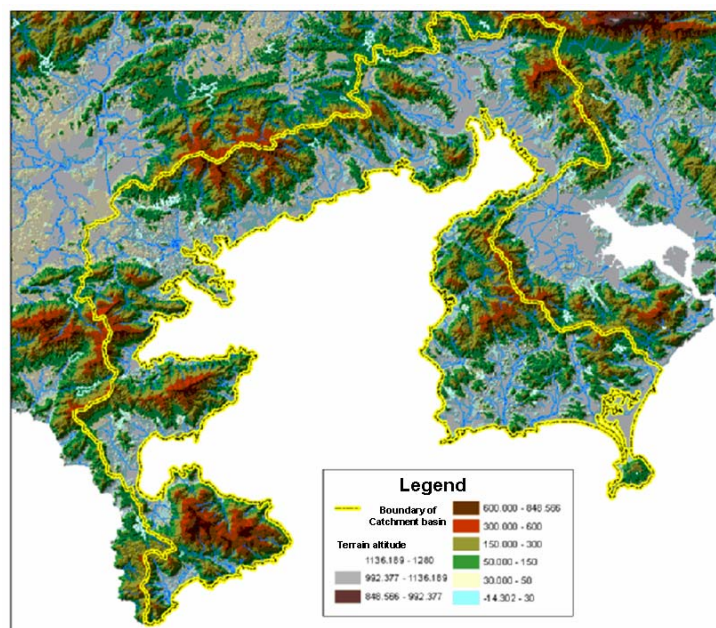 Legend
Boundary of
Catchment basin
Terrain altitude
1136.189 - 1280
992.377 - 1136.189
848.566 - 992.377
600.000 - 848.566
300.000 - 600
150.000 - 300
50.000 - 150
30.000 - 50
-14.302 - 30